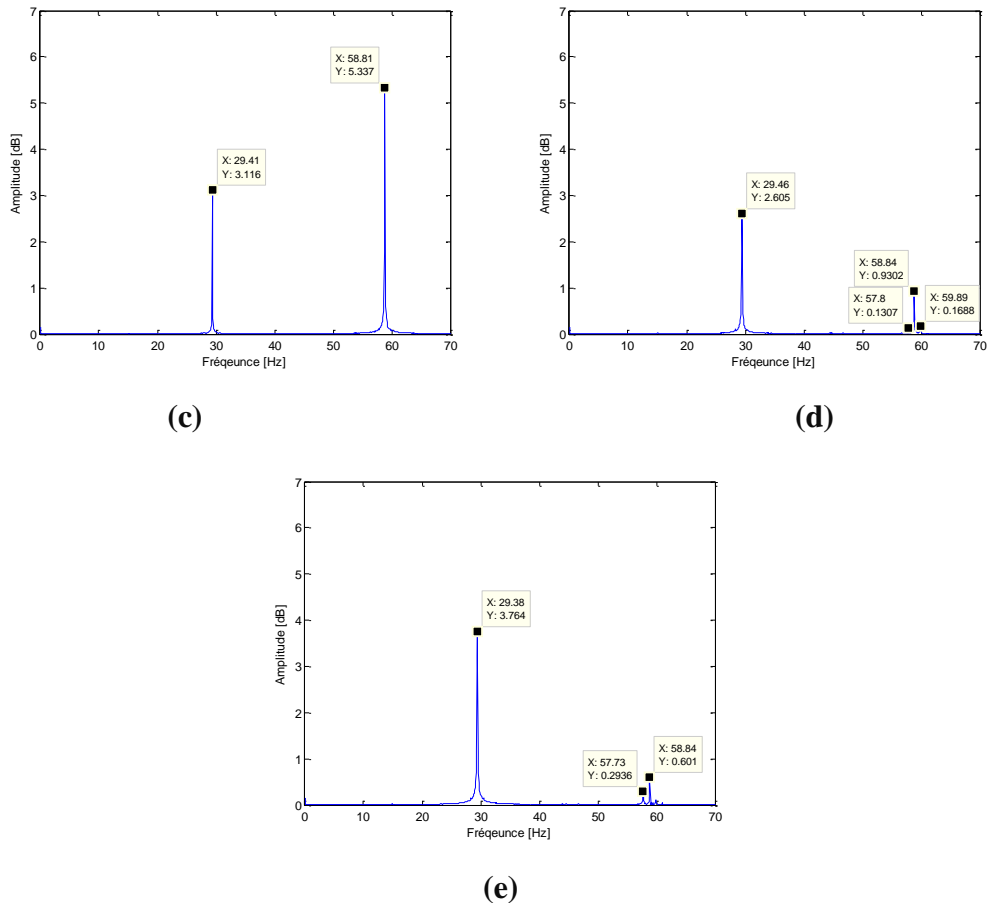 7
6
5
4
3
2
1
0
Amplitude [dB]
X: 58.81
Y: 5.337
X: 29.41
Y: 3.116
0 10 20 30 40 50 60 70
Fréqeunce [Hz]
(c)
7
6
5
4
3
2
1
0
Amplitude [dB]
X: 29.46
Y: 2.605
X: 58.84
Y: 0.9302
X: 57.8
Y: 0.1307
X: 59.89
Y: 0.1688
0 10 20 30 40 50 60 70
Fréqeunce [Hz]
(d)
7
6
5
4
3
2
1
0
Amplitude [dB]
X: 29.38
Y: 3.764
X: 58.84
Y: 0.601
X: 57.73
Y: 0.2936
0 10 20 30 40 50 60 70
Fréqeunce [Hz]
(e)